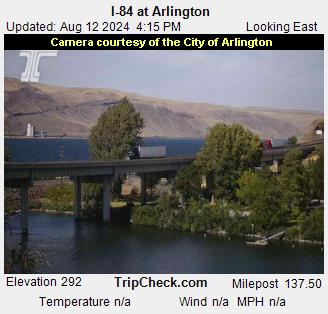 I-84 at Arlington
Updated: Aug 12 2024 4:15 PM Looking East
Camera courtesy of the City of Arlington
Elevation 292 TripCheck.com Milepost 137.50
Temperature n/a Wind n/a MPH n/a